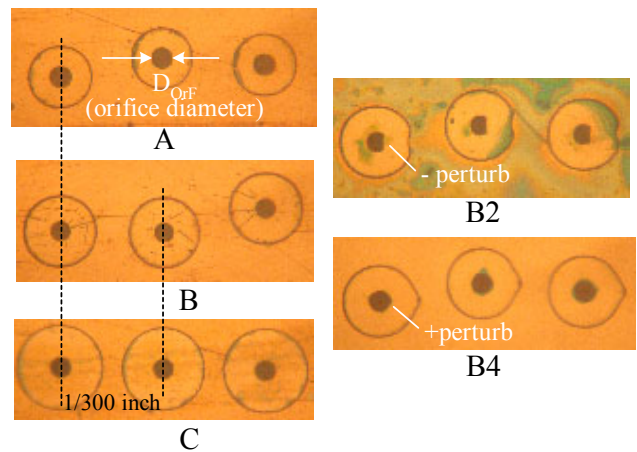 D_OrF
(orifice diameter)
A
B
1/300 inch
C
- perturb
B2
+perturb
B4